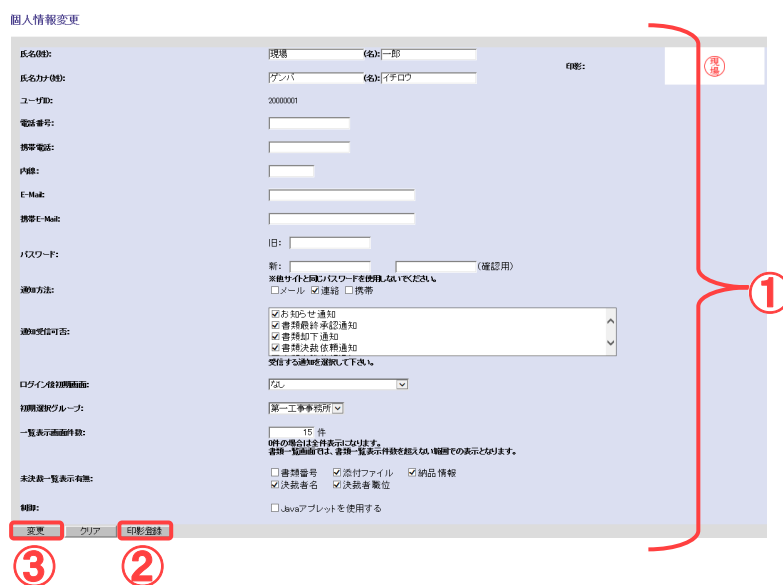 個人情報変更
氏名(姓): 現場 (名): 一郎
印影: 現場
氏名カナ(姓): ゲンバ (名): イチロウ
ユーザID: 20000001
電話番号:
携帯電話:
内線:
E-Mail:
携帯E-Mail:
パスワード: 旧:
新: (確認用)
※他サイトと同じパスワードを使用しないでください。
通知方法: メール 連絡 携帯
通知受信可否: お知らせ通知
書類最終承認通知
書類却下通知
書類決裁依頼通知
受信する通知を選択して下さい。
ログイン後初期画面: なし
初期選択グループ: 第一工事事務所
一覧表示画面件数: 15 件
0件の場合は全件表示になります。
書類一覧画面では、書類一覧表示件数を超えない範囲での表示となります。
未決裁一覧表示有無: 書類番号 添付ファイル 納品情報
決裁者名 決裁者職位
制御: Javaアプレットを使用する
変更 クリア 印影登録
①
③ ②